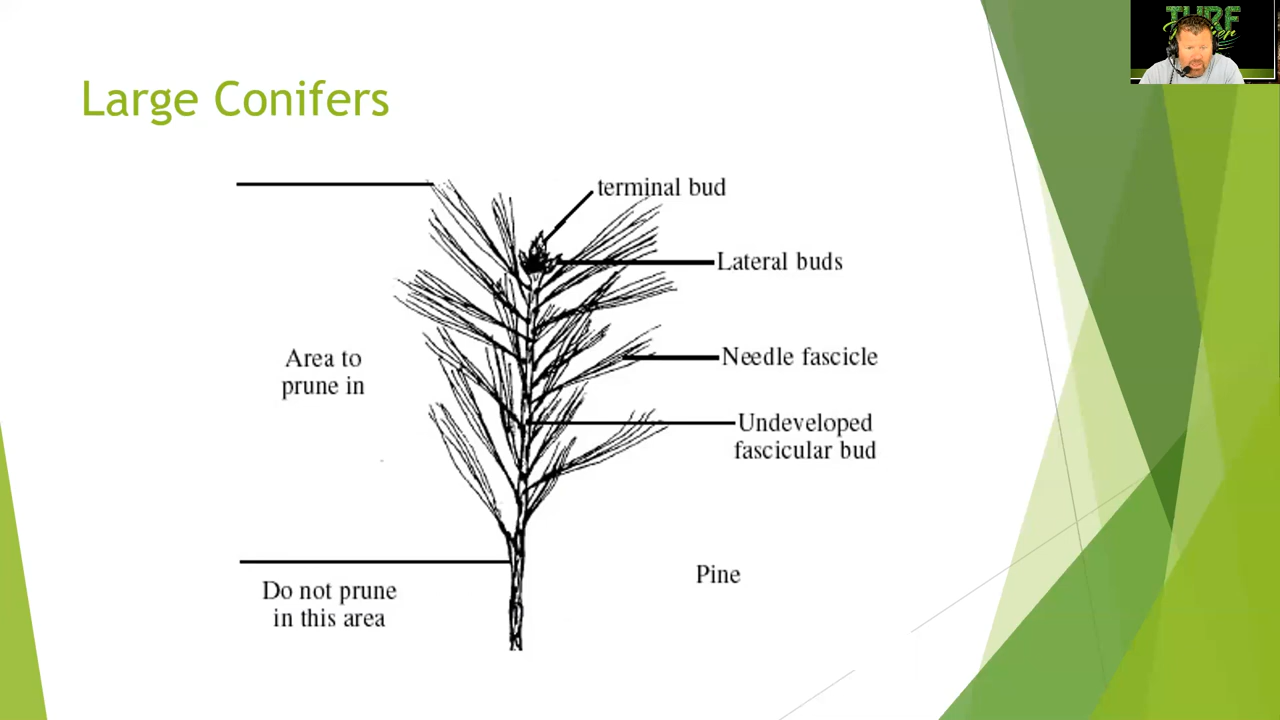 Large Conifers
terminal bud
Lateral buds
Needle fascicle
Area to
prune in
Undeveloped
fascicular bud
Do not prune
in this area
Pine
TURF